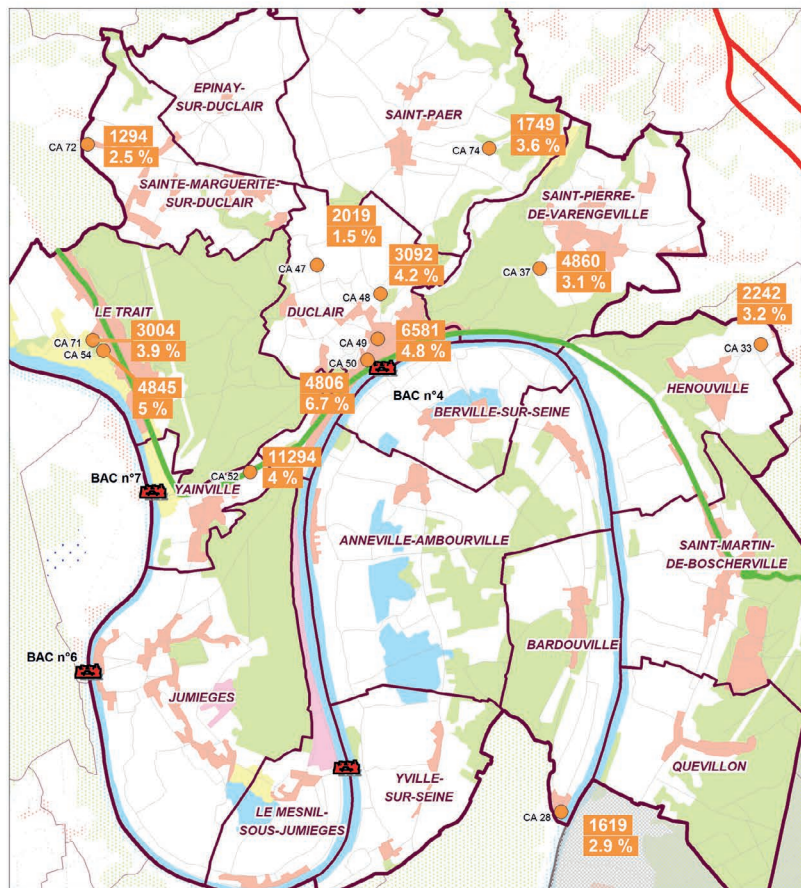 EPINAY-
SUR-DUCLAIR
SAINT-PAER
1749
3.6 %
CA 74
1294
2.5 %
CA 72
SAINTE-MARGUERITE-
SUR-DUCLAIR
SAINT-PIERRE-
DE-VARENGEVILLE
2019
1.5 %
CA 47
3092
4.2 %
CA 48
4860
3.1 %
CA 37
2242
3.2 %
CA 33
LE TRAIT
DUCLAIR
CA 71
3004
3.9 %
CA 54
4845
5 %
CA 49
6581
4.8 %
CA 50
4806
6.7 %
BAC n°4
HENOUVILLE
BERVILLE-SUR-SEINE
11294
4 %
CA 52
BAC n°7
YAINVILLE
ANNEVILLE-AMBOURVILLE
SAINT-MARTIN-
DE-BOSCHERVILLE
BARDOUVILLE
BAC n°6
JUMIEGES
QUEVILLON
YVILLE-
SUR-SEINE
LE MESNIL-
SOUS-JUMIEGES
CA 28
1619
2.9 %